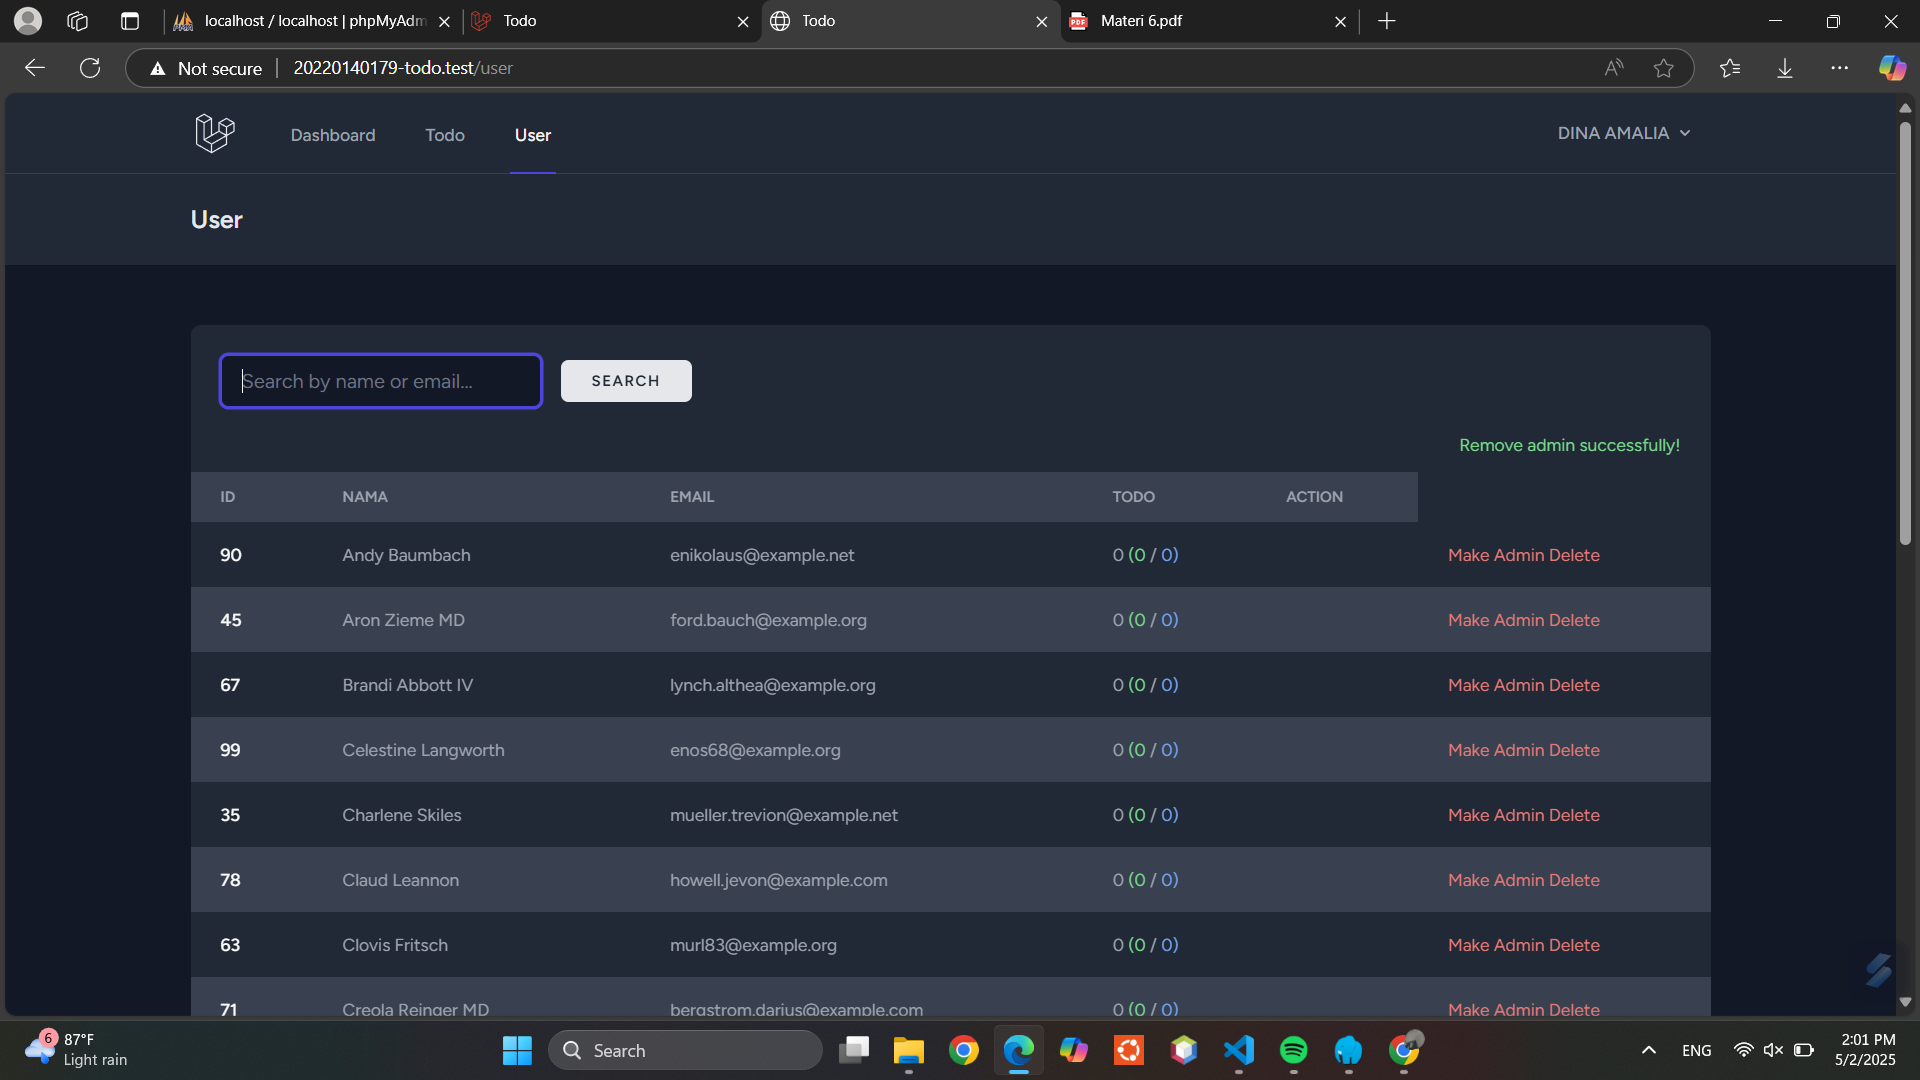 localhost / localhost | phpMyAdm
Todo
Todo
Materi 6.pdf
Not secure
20220140179-todo.test/user
Dashboard
Todo
User
DINA AMALIA
User
Search by name or email...
SEARCH
Remove admin successfully!
ID NAMA EMAIL TODO ACTION
90 Andy Baumbach enikolaus@example.net 0 (0 / 0) Make Admin Delete
45 Aron Zieme MD ford.bauch@example.org 0 (0 / 0) Make Admin Delete
67 Brandi Abbott IV lynch.althea@example.org 0 (0 / 0) Make Admin Delete
99 Celestine Langworth enos68@example.org 0 (0 / 0) Make Admin Delete
35 Charlene Skiles mueller.trevion@example.net 0 (0 / 0) Make Admin Delete
78 Claud Leannon howell.jevon@example.com 0 (0 / 0) Make Admin Delete
63 Clovis Fritsch murl83@example.org 0 (0 / 0) Make Admin Delete
71 Creola Reinger MD bergstrom.darius@example.com 0 (0 / 0) Make Admin Delete
6
87°F
Light rain
Search
ENG
2:01 PM
5/2/2025